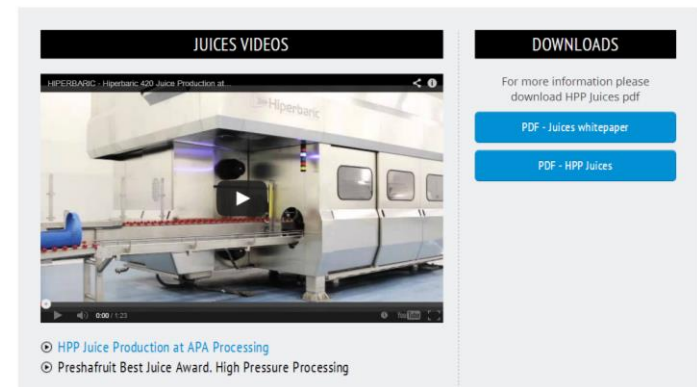 JUICES VIDEOS
HIPERBARIC - Hiperbaric 420 Juice Production at...
Hiperbaric
0:00 / 1:23
YouTube
HPP Juice Production at APA Processing
Preshafruit Best Juice Award. High Pressure Processing
DOWNLOADS
For more information please
download HPP Juices pdf
PDF - Juices whitepaper
PDF - HPP Juices